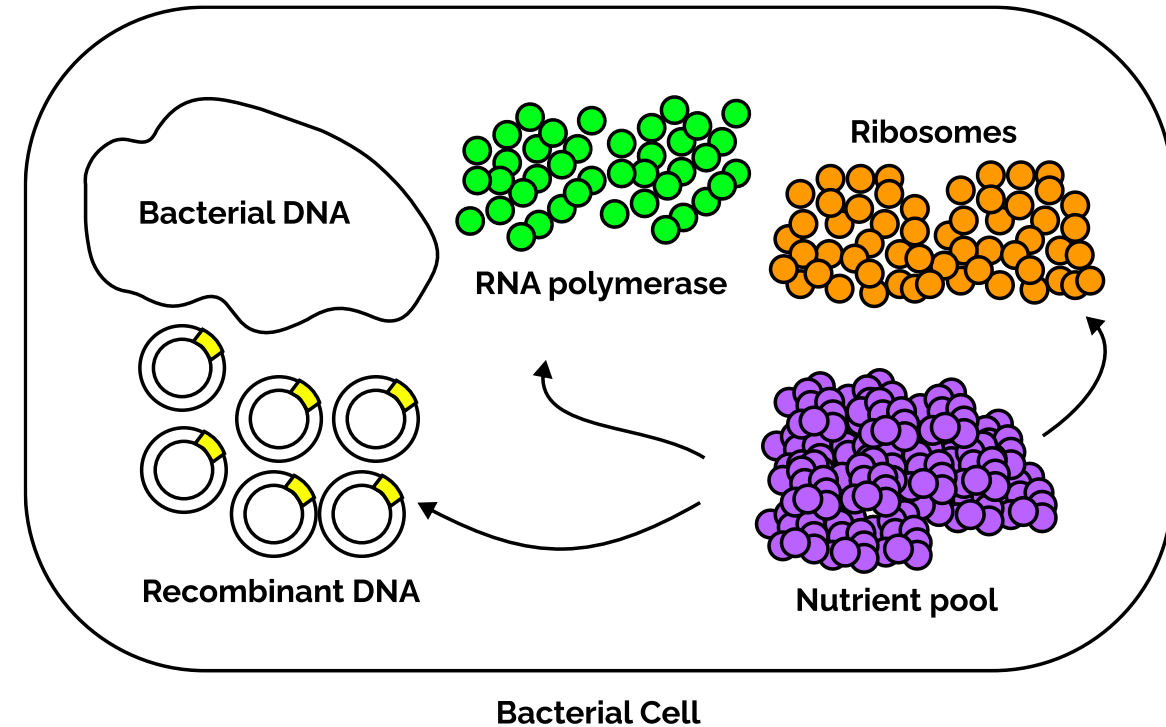 Ribosomes
Bacterial DNA
RNA polymerase
Recombinant DNA
Nutrient pool
Bacterial Cell